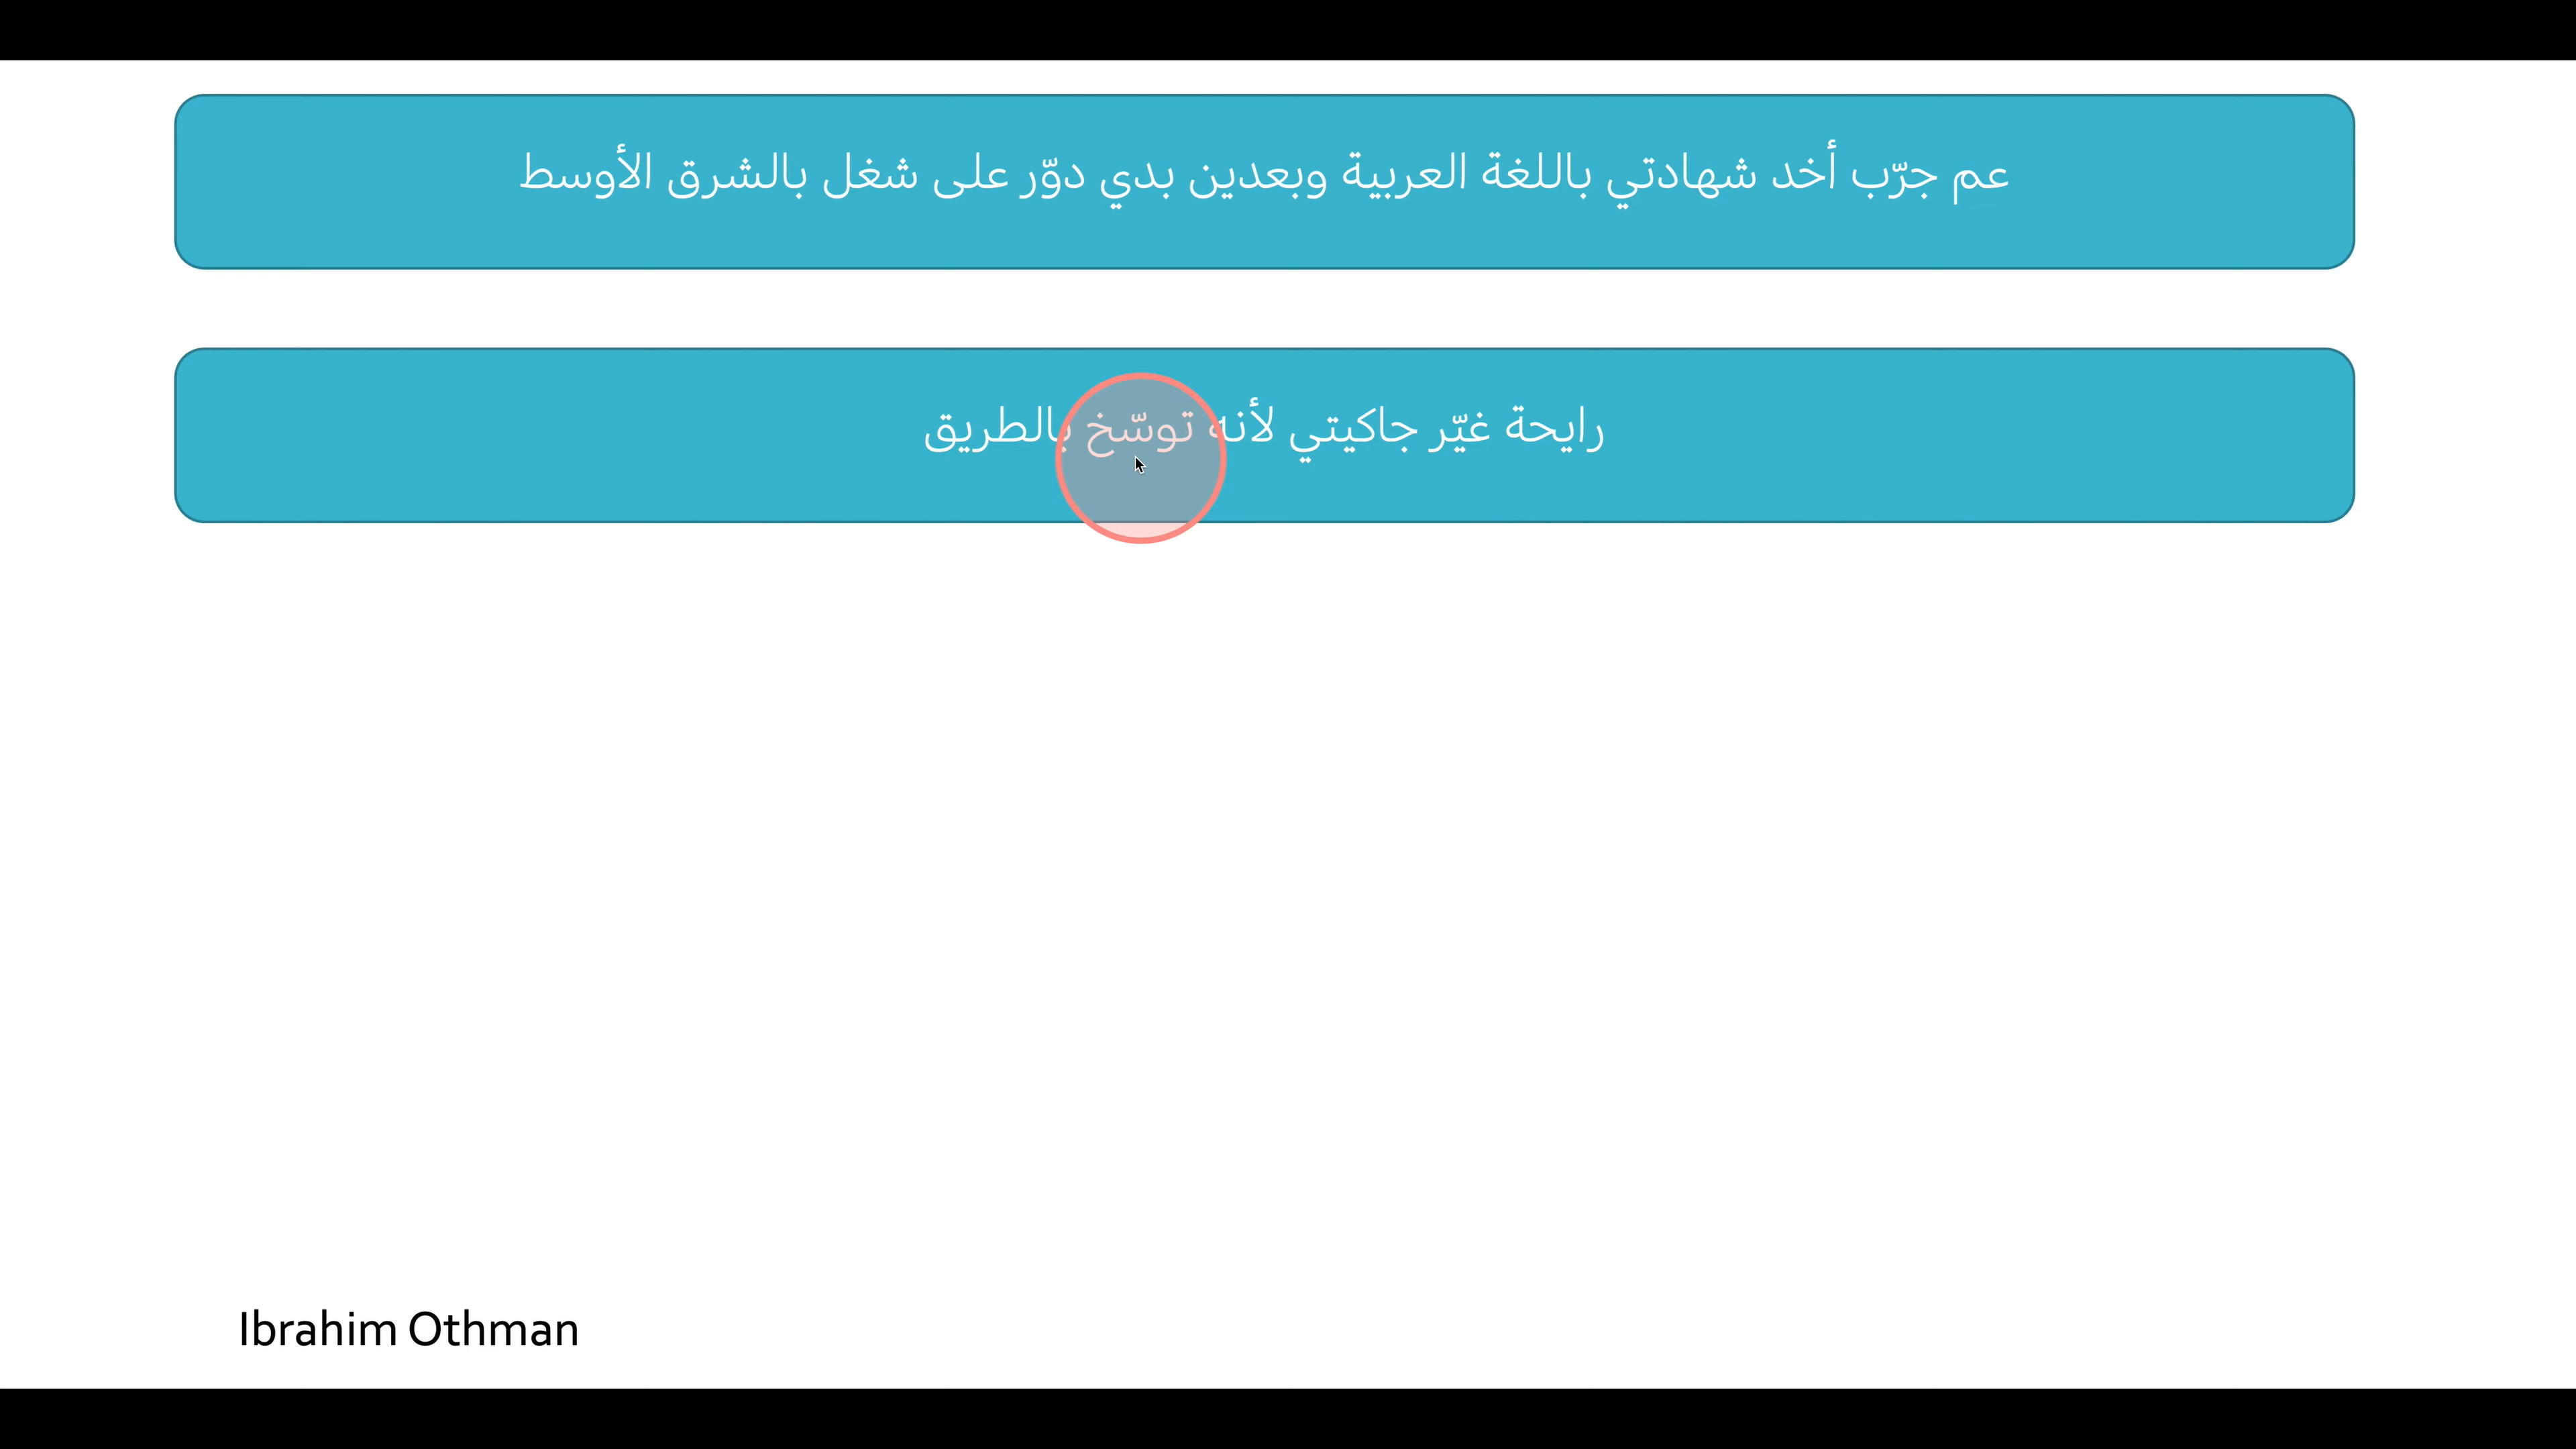 عم جرّب أخد شهادتي باللغة العربية وبعدين بدي دوّر على شغل بالشرق الأوسط
رايحة غيّر جاكيتي لأنه توسّخ بالطريق
Ibrahim Othman